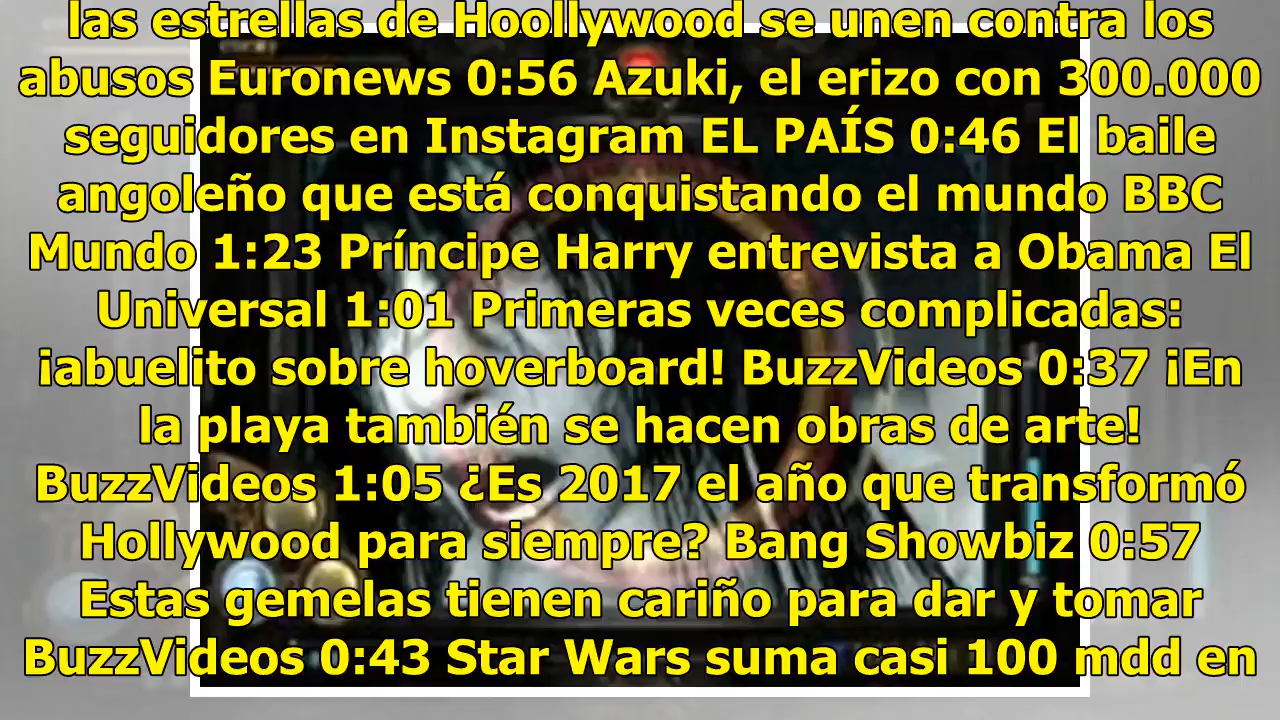 las estrellas de Hoollywood se unen contra los
abusos Euronews 0:56 Azuki, el erizo con 300.000
seguidores en Instagram EL PAÍS 0:46 El baile
angoleño que está conquistando el mundo BBC
Mundo 1:23 Príncipe Harry entrevista a Obama El
Universal 1:01 Primeras veces complicadas:
¡abuelito sobre hoverboard! BuzzVideos 0:37 ¡En
la playa también se hacen obras de arte!
BuzzVideos 1:05 ¿Es 2017 el año que transformó
Hollywood para siempre? Bang Showbiz 0:57
Estas gemelas tienen cariño para dar y tomar
BuzzVideos 0:43 Star Wars suma casi 100 mdd en